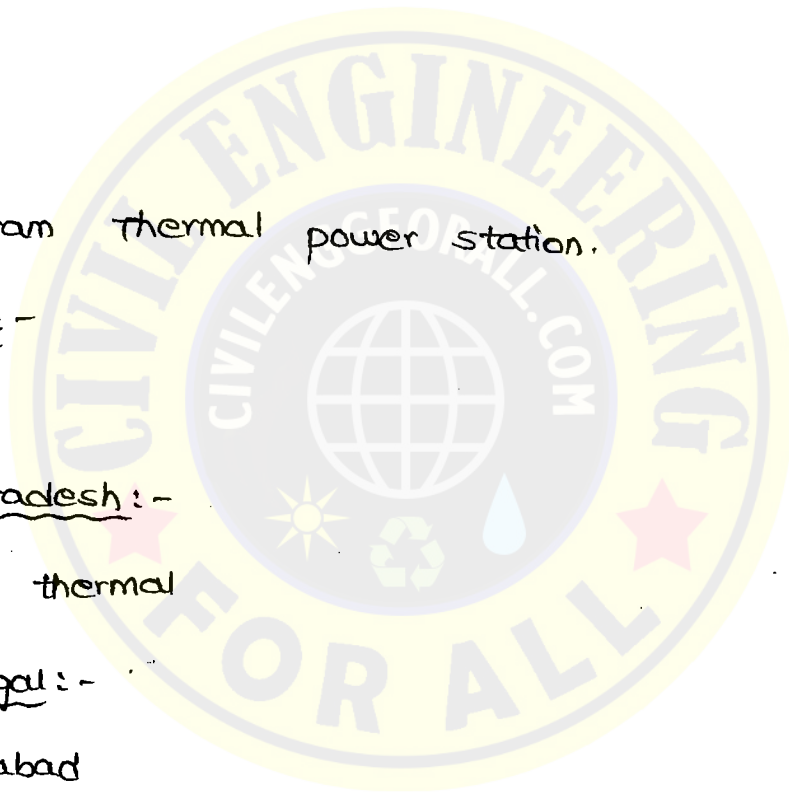 am thermal power station.
:-
adesh:-
thermal
gal:-
abad
CIVIL ENGINEERING
CIVILENGGFORALL.COM
FOR ALL